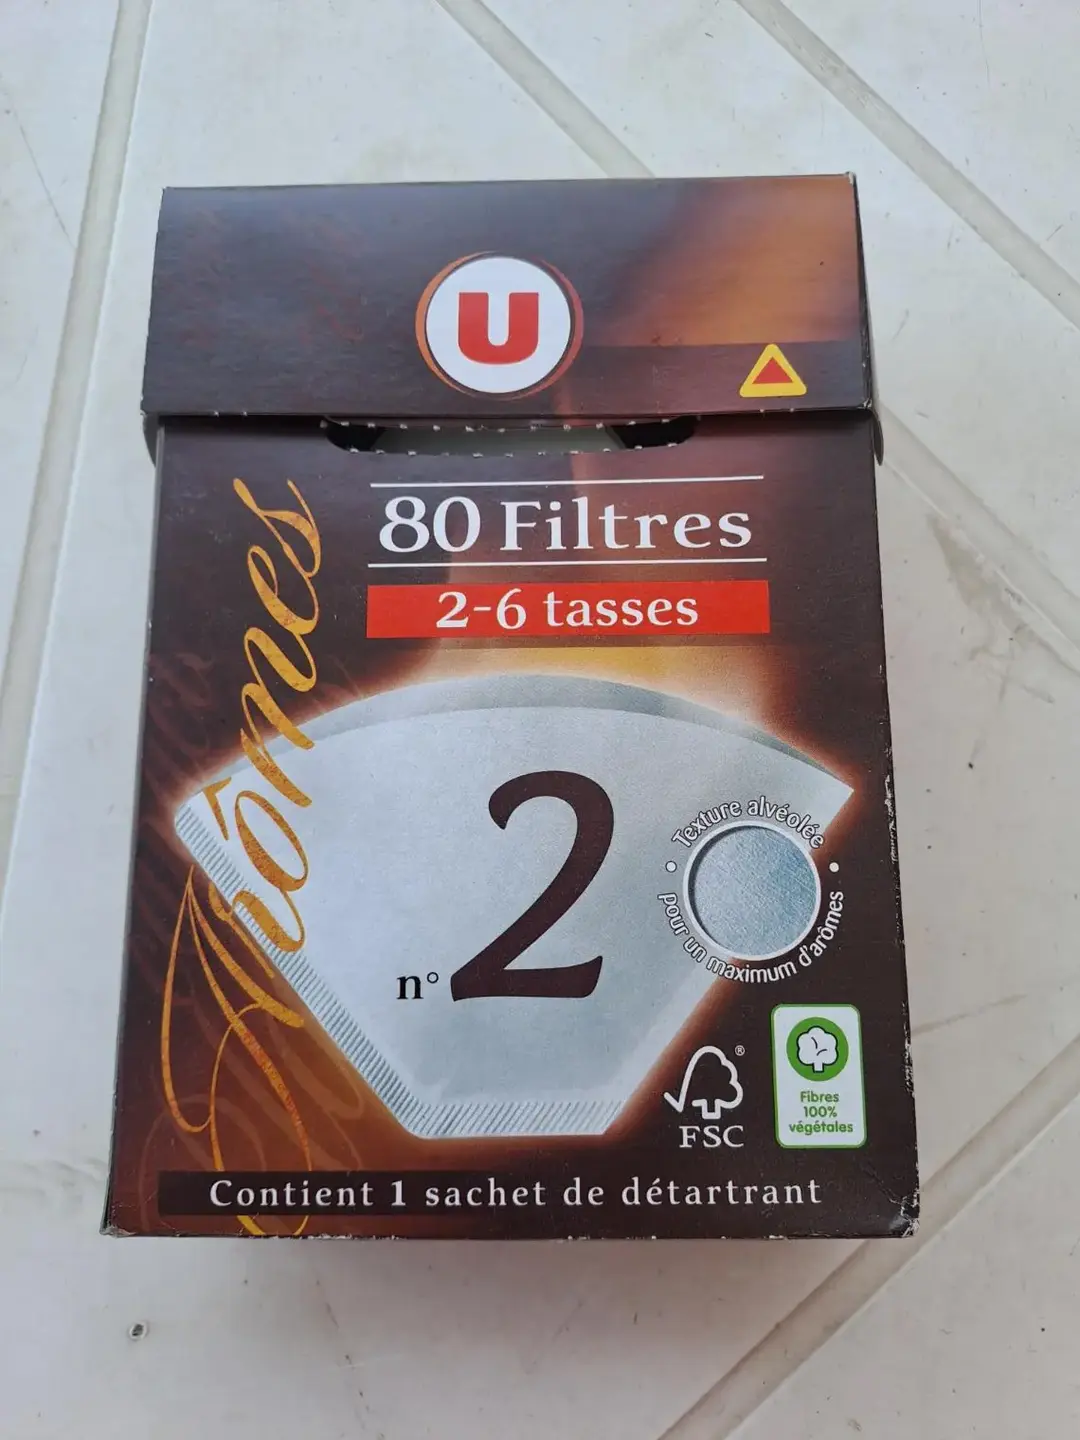 U
80 Filtres
2-6 tasses
Arômes
n° 2
Texture alvéolée
pour un maximum d'arômes
®
FSC
Fibres
100%
végétales
Contient 1 sachet de détartrant